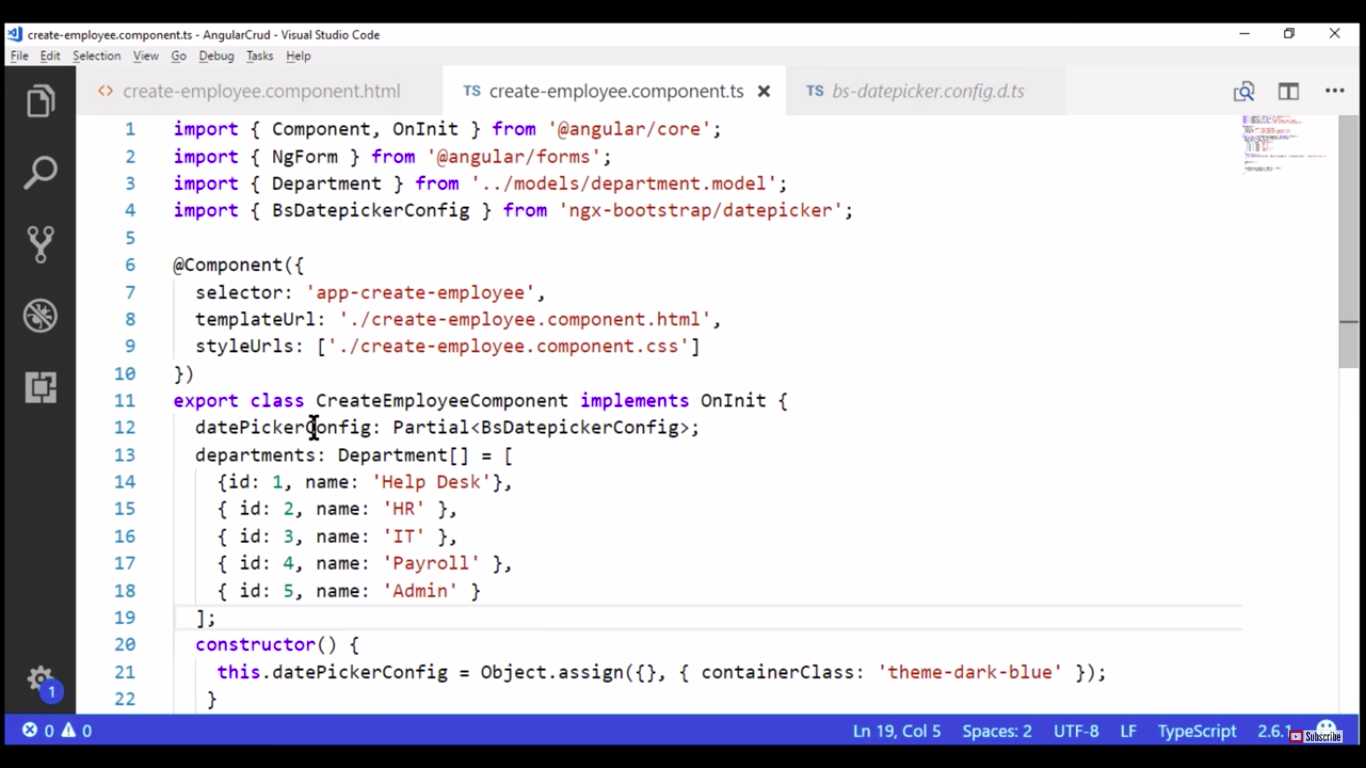 create-employee.component.ts - AngularCrud - Visual Studio Code
File Edit Selection View Go Debug Tasks Help
<> create-employee.component.html TS create-employee.component.ts TS bs-datepicker.config.d.ts
1 import { Component, OnInit } from '@angular/core';
2 import { NgForm } from '@angular/forms';
3 import { Department } from '../models/department.model';
4 import { BsDatepickerConfig } from 'ngx-bootstrap/datepicker';
5
6 @Component({
7 selector: 'app-create-employee',
8 templateUrl: './create-employee.component.html',
9 styleUrls: ['./create-employee.component.css']
10 })
11 export class CreateEmployeeComponent implements OnInit {
12 datePickerConfig: Partial<BsDatepickerConfig>;
13 departments: Department[] = [
14 {id: 1, name: 'Help Desk'},
15 { id: 2, name: 'HR' },
16 { id: 3, name: 'IT' },
17 { id: 4, name: 'Payroll' },
18 { id: 5, name: 'Admin' }
19 ];
20 constructor() {
21 this.datePickerConfig = Object.assign({}, { containerClass: 'theme-dark-blue' });
22 }
1
0 0 Ln 19, Col 5 Spaces: 2 UTF-8 LF TypeScript 2.6.1 Subscribe